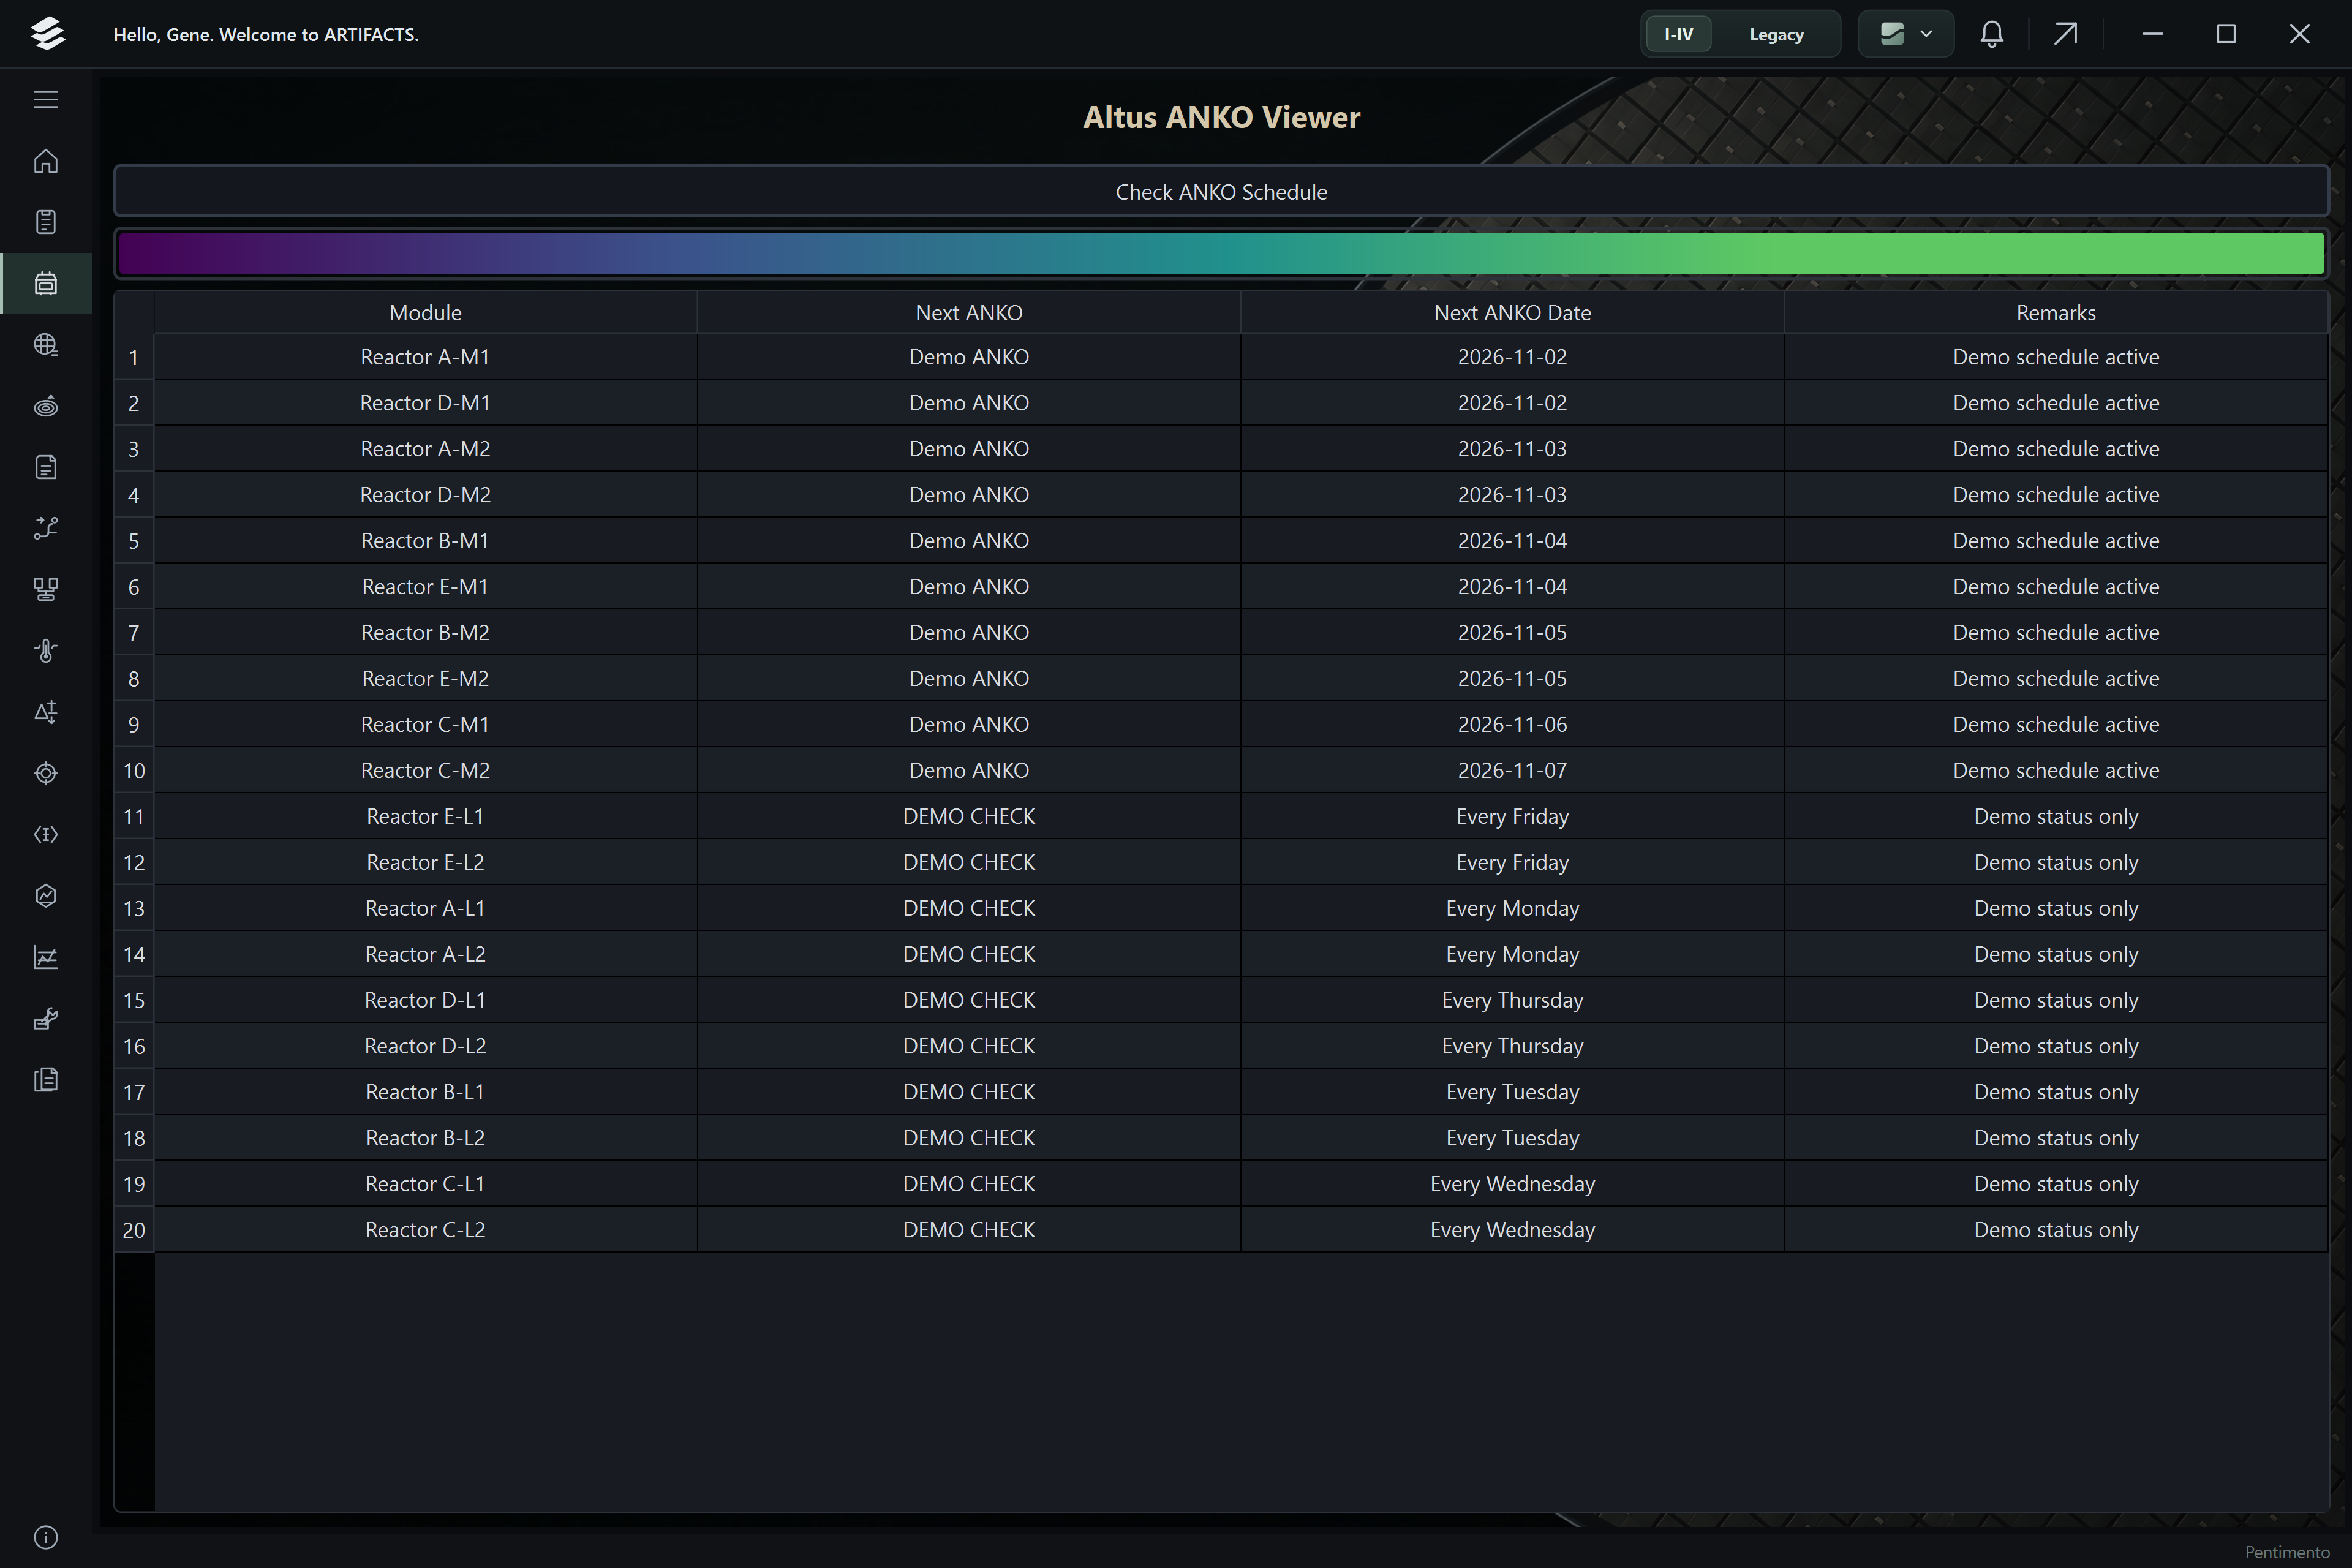 Hello, Gene. Welcome to ARTIFACTS.
I-IV Legacy
Altus ANKO Viewer
Check ANKO Schedule
Module Next ANKO Next ANKO Date Remarks
1 Reactor A-M1 Demo ANKO 2026-11-02 Demo schedule active
2 Reactor D-M1 Demo ANKO 2026-11-02 Demo schedule active
3 Reactor A-M2 Demo ANKO 2026-11-03 Demo schedule active
4 Reactor D-M2 Demo ANKO 2026-11-03 Demo schedule active
5 Reactor B-M1 Demo ANKO 2026-11-04 Demo schedule active
6 Reactor E-M1 Demo ANKO 2026-11-04 Demo schedule active
7 Reactor B-M2 Demo ANKO 2026-11-05 Demo schedule active
8 Reactor E-M2 Demo ANKO 2026-11-05 Demo schedule active
9 Reactor C-M1 Demo ANKO 2026-11-06 Demo schedule active
10 Reactor C-M2 Demo ANKO 2026-11-07 Demo schedule active
11 Reactor E-L1 DEMO CHECK Every Friday Demo status only
12 Reactor E-L2 DEMO CHECK Every Friday Demo status only
13 Reactor A-L1 DEMO CHECK Every Monday Demo status only
14 Reactor A-L2 DEMO CHECK Every Monday Demo status only
15 Reactor D-L1 DEMO CHECK Every Thursday Demo status only
16 Reactor D-L2 DEMO CHECK Every Thursday Demo status only
17 Reactor B-L1 DEMO CHECK Every Tuesday Demo status only
18 Reactor B-L2 DEMO CHECK Every Tuesday Demo status only
19 Reactor C-L1 DEMO CHECK Every Wednesday Demo status only
20 Reactor C-L2 DEMO CHECK Every Wednesday Demo status only
Pentimento